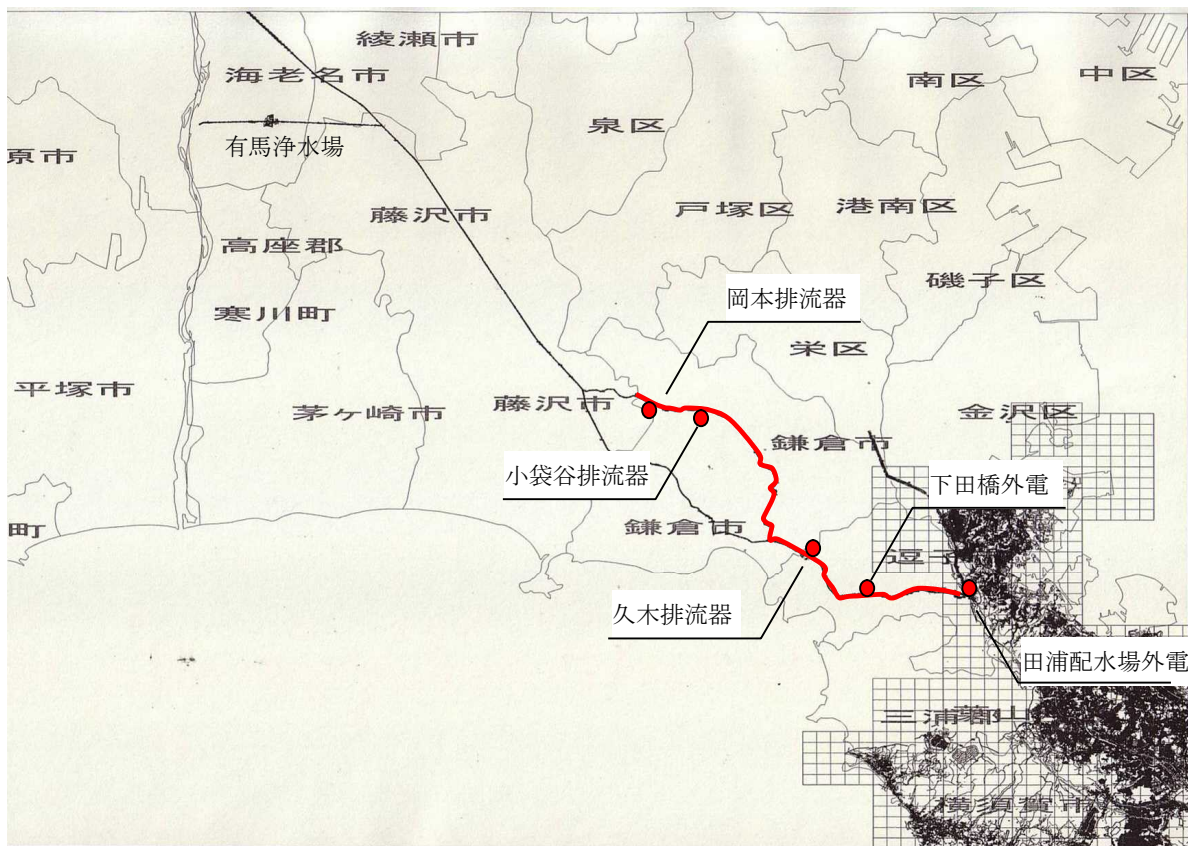 綾瀬市
海老名市
南区
中区
泉区
有馬浄水場
原市
藤沢市
戸塚区
港南区
高座郡
磯子区
岡本排流器
寒川町
栄区
平塚市
茅ヶ崎市
藤沢市
金沢区
鎌倉市
小袋谷排流器
下田橋外電
町
鎌倉市
逗子
久木排流器
田浦配水場外電
三浦郡
葉山
横須賀市